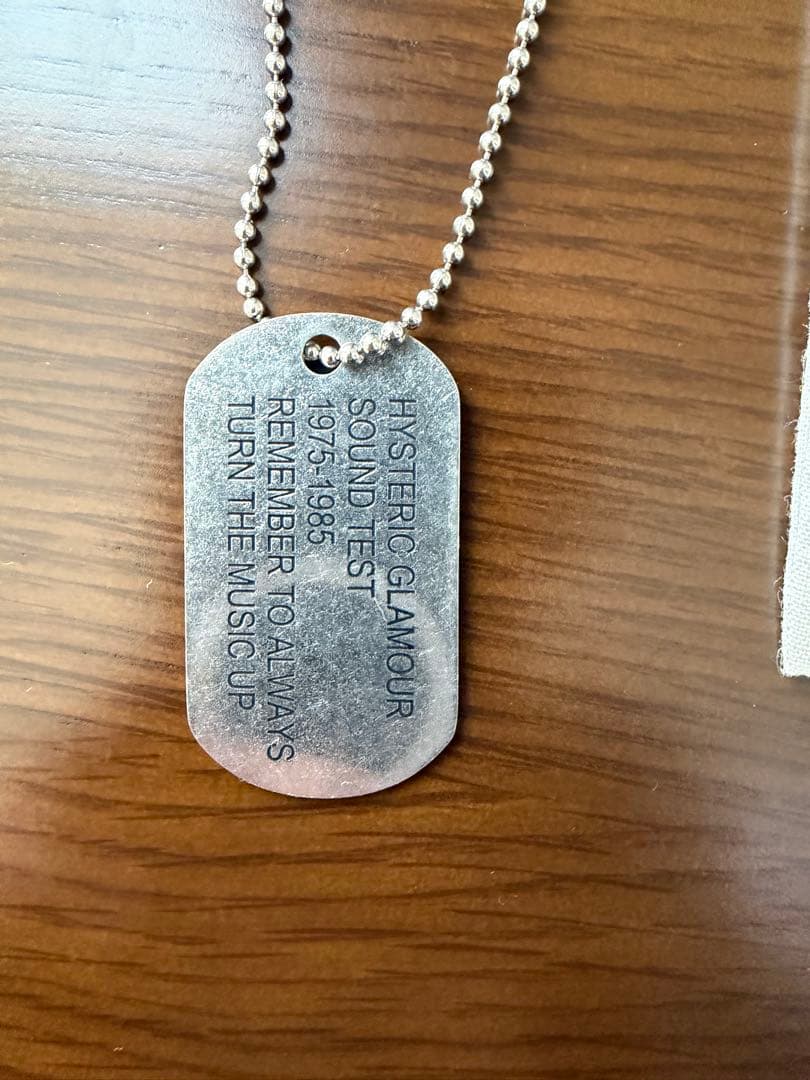 HYSTERIC GLAMOUR
SOUND TEST
1975-1985
REMEMBER TO ALWAYS
TURN THE MUSIC UP